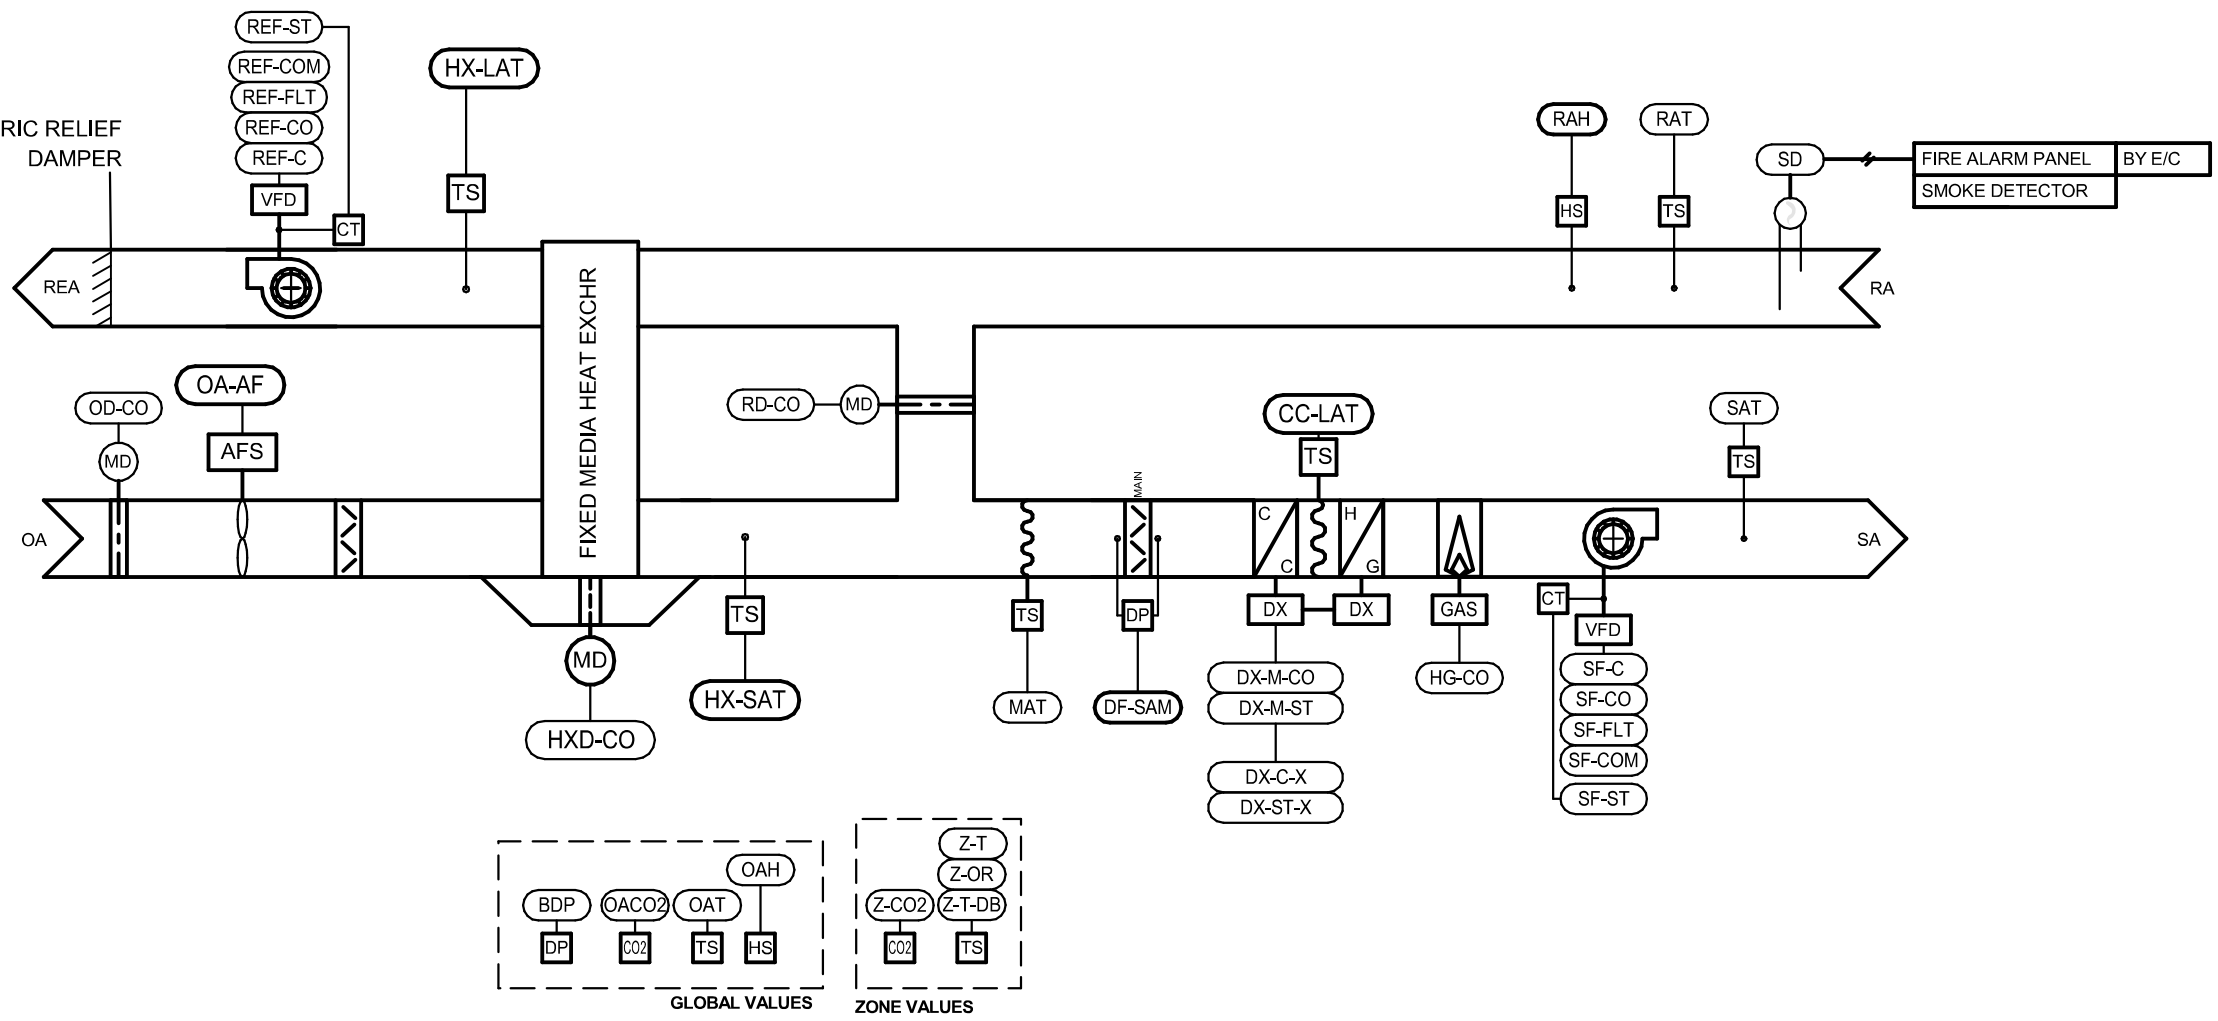 REF-ST
REF-COM
REF-FLT
REF-CO
REF-C
VFD
CT
HX-LAT
TS
RIC RELIEF
DAMPER
RAH
HS
RAT
TS
SD
FIRE ALARM PANEL
BY E/C
SMOKE DETECTOR
REA
RA
FIXED MEDIA HEAT EXCHR
OD-CO
MD
OA-AF
AFS
RD-CO
MD
CC-LAT
TS
SAT
TS
OA
MAIN
C
C
H
G
SA
TS
HX-SAT
MD
HXD-CO
TS
MAT
DP
DF-SAM
DX
DX
DX-M-CO
DX-M-ST
DX-C-X
DX-ST-X
GAS
HG-CO
CT
VFD
SF-C
SF-CO
SF-FLT
SF-COM
SF-ST
BDP
DP
OACO2
CO2
OAT
TS
OAH
HS
GLOBAL VALUES
Z-CO2
CO2
Z-T
Z-OR
Z-T-DB
TS
ZONE VALUES